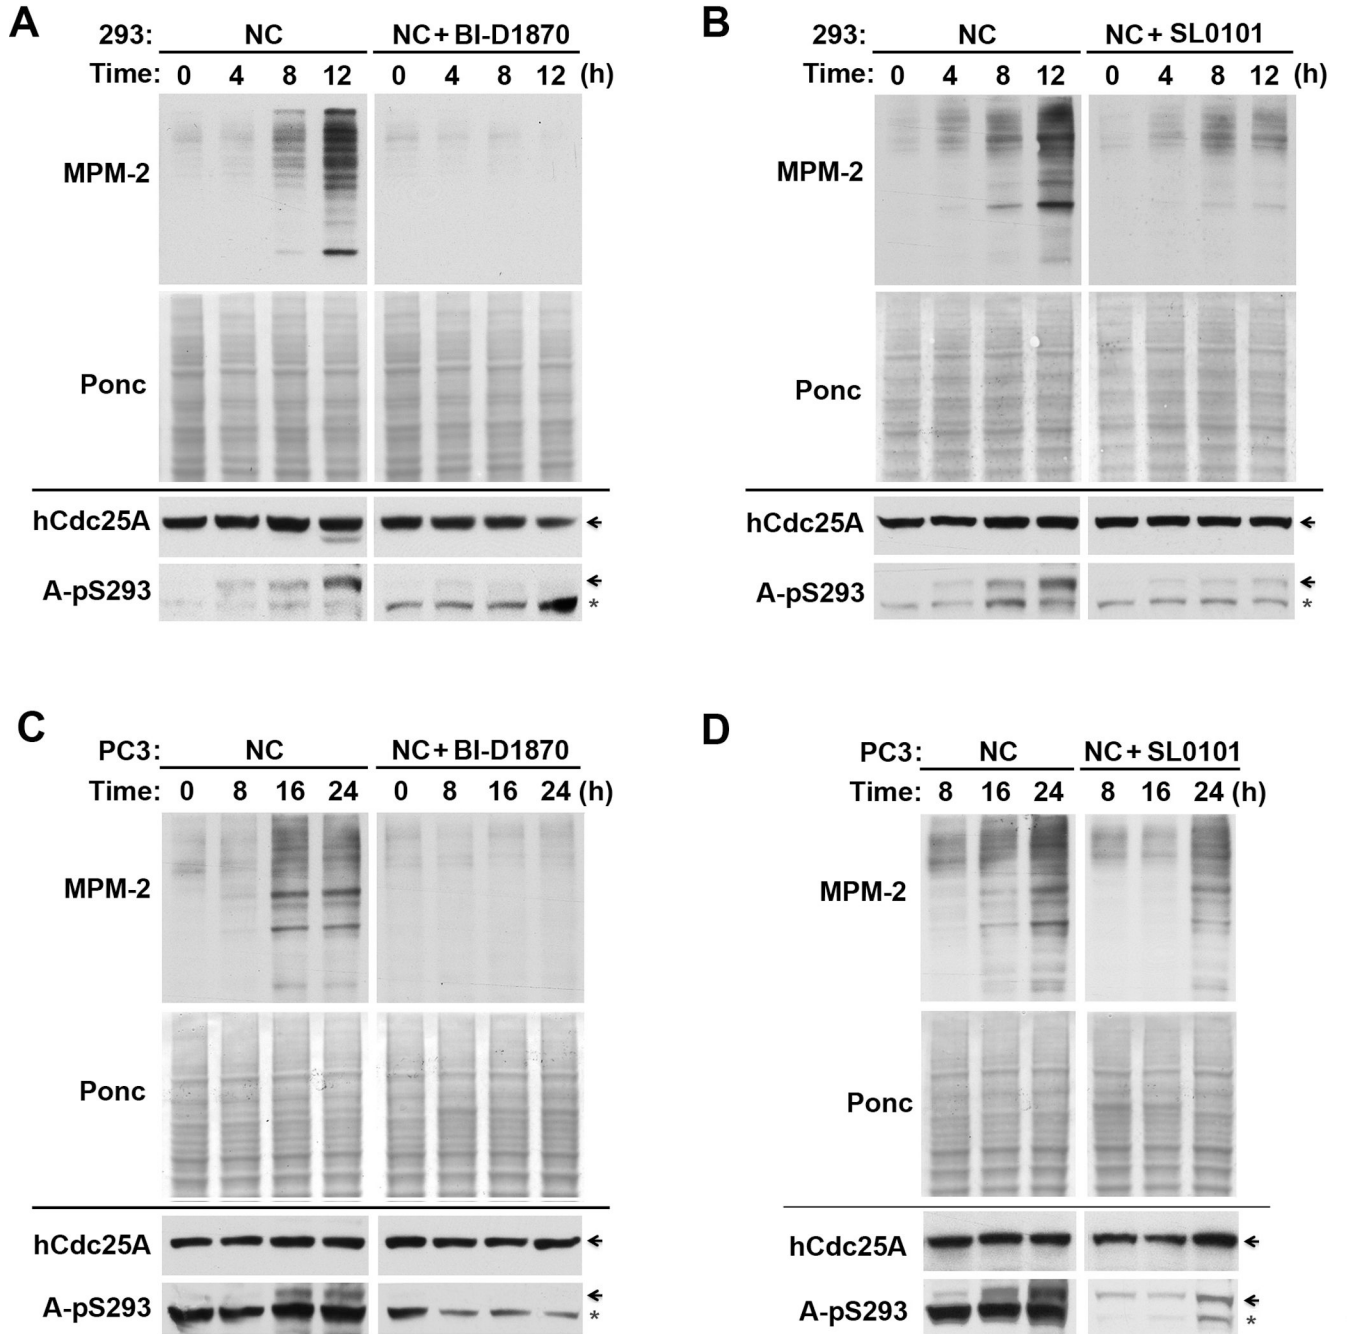 A
293: NC NC + BI-D1870
Time: 0 4 8 12 0 4 8 12 (h)
MPM-2
Ponc
hCdc25A
A-pS293
*
B
293: NC NC + SL0101
Time: 0 4 8 12 0 4 8 12 (h)
MPM-2
Ponc
hCdc25A
A-pS293
*
C
PC3: NC NC + BI-D1870
Time: 0 8 16 24 0 8 16 24 (h)
MPM-2
Ponc
hCdc25A
A-pS293
*
D
PC3: NC NC + SL0101
Time: 8 16 24 8 16 24 (h)
MPM-2
Ponc
hCdc25A
A-pS293
*